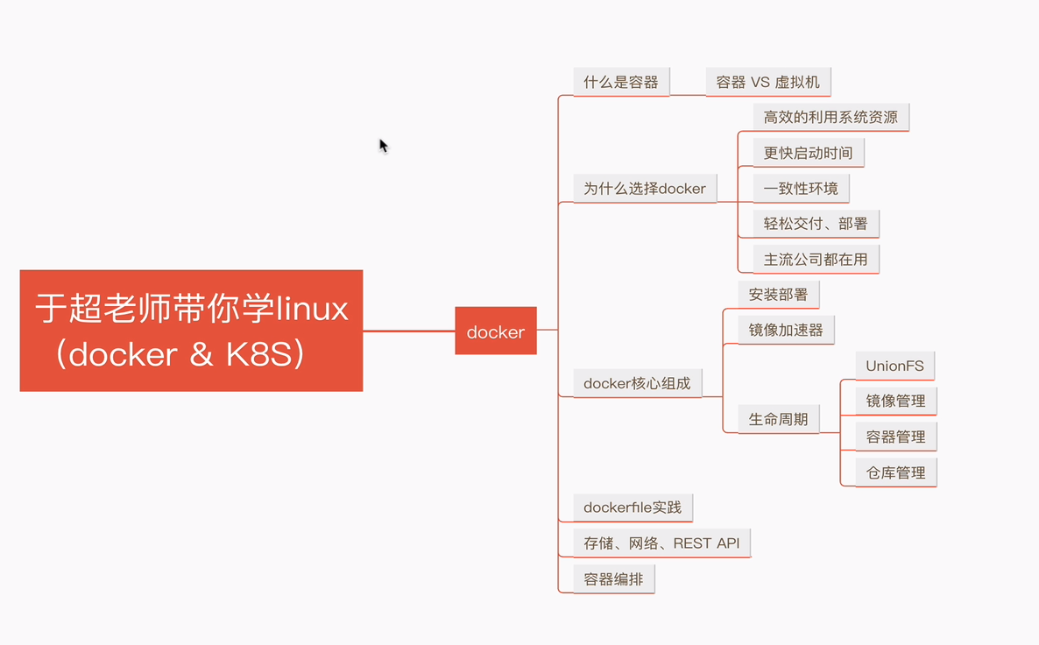 于超老师带你学linux
（docker & K8S）
docker
什么是容器
容器 VS 虚拟机
为什么选择docker
高效的利用系统资源
更快启动时间
一致性环境
轻松交付、部署
主流公司都在用
docker核心组成
安装部署
镜像加速器
生命周期
UnionFS
镜像管理
容器管理
仓库管理
dockerfile实践
存储、网络、REST API
容器编排